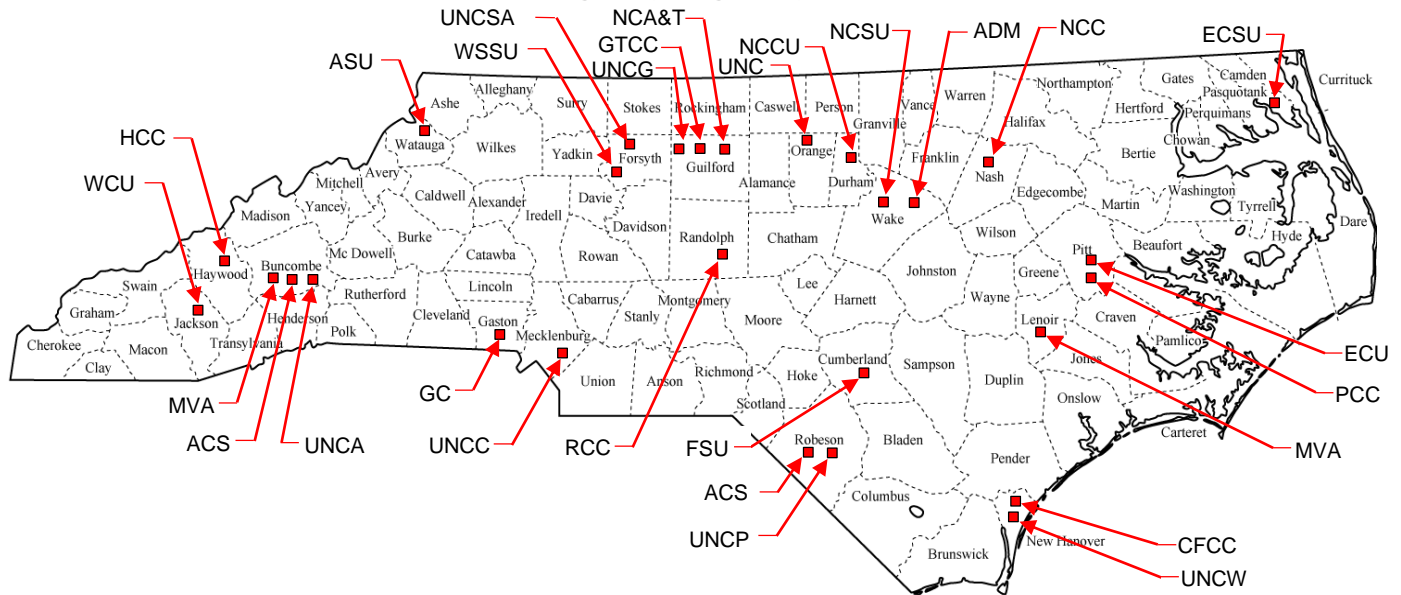 UNCSA
NCA&T
NCSU
ADM
NCC
ECSU
WSSU
GTCC
NCCU
ASU
UNCG
UNC
HCC
WCU
Ashe
Alleghany
Surry
Stokes
Rockingham
Caswell
Person
Granville
Vance
Warren
Northampton
Gates
Camden
Currituck
Pasquotank
Hertford
Perquimans
Halifax
Chowan
Watauga
Wilkes
Yadkin
Forsyth
Guilford
Orange
Franklin
Bertie
Nash
Avery
Mitchell
Yancey
Caldwell
Alexander
Davie
Iredell
Alamance
Durham
Edgecombe
Washington
Martin
Tyrrell
Dare
Madison
Burke
Davidson
Wake
Mc Dowell
Randolph
Chatham
Wilson
Hyde
Beaufort
Pitt
Catawba
Rowan
Johnston
Greene
Haywood
Buncombe
Swain
Lincoln
Lee
Rutherford
Cabarrus
Montgomery
Harnett
Wayne
Graham
Jackson
Henderson
Cleveland
Gaston
Stanly
Moore
Lenoir
Craven
Cherokee
Macon
Transylvania
Polk
Mecklenburg
Pamlico
Clay
Cumberland
Sampson
Jones
Union
Anson
Richmond
Hoke
Duplin
Scotland
Onslow
ECU
PCC
MVA
GC
Carteret
ACS
UNCA
UNCC
RCC
FSU
Robeson
Bladen
Pender
MVA
ACS
Columbus
UNCP
Brunswick
New Hanover
CFCC
UNCW